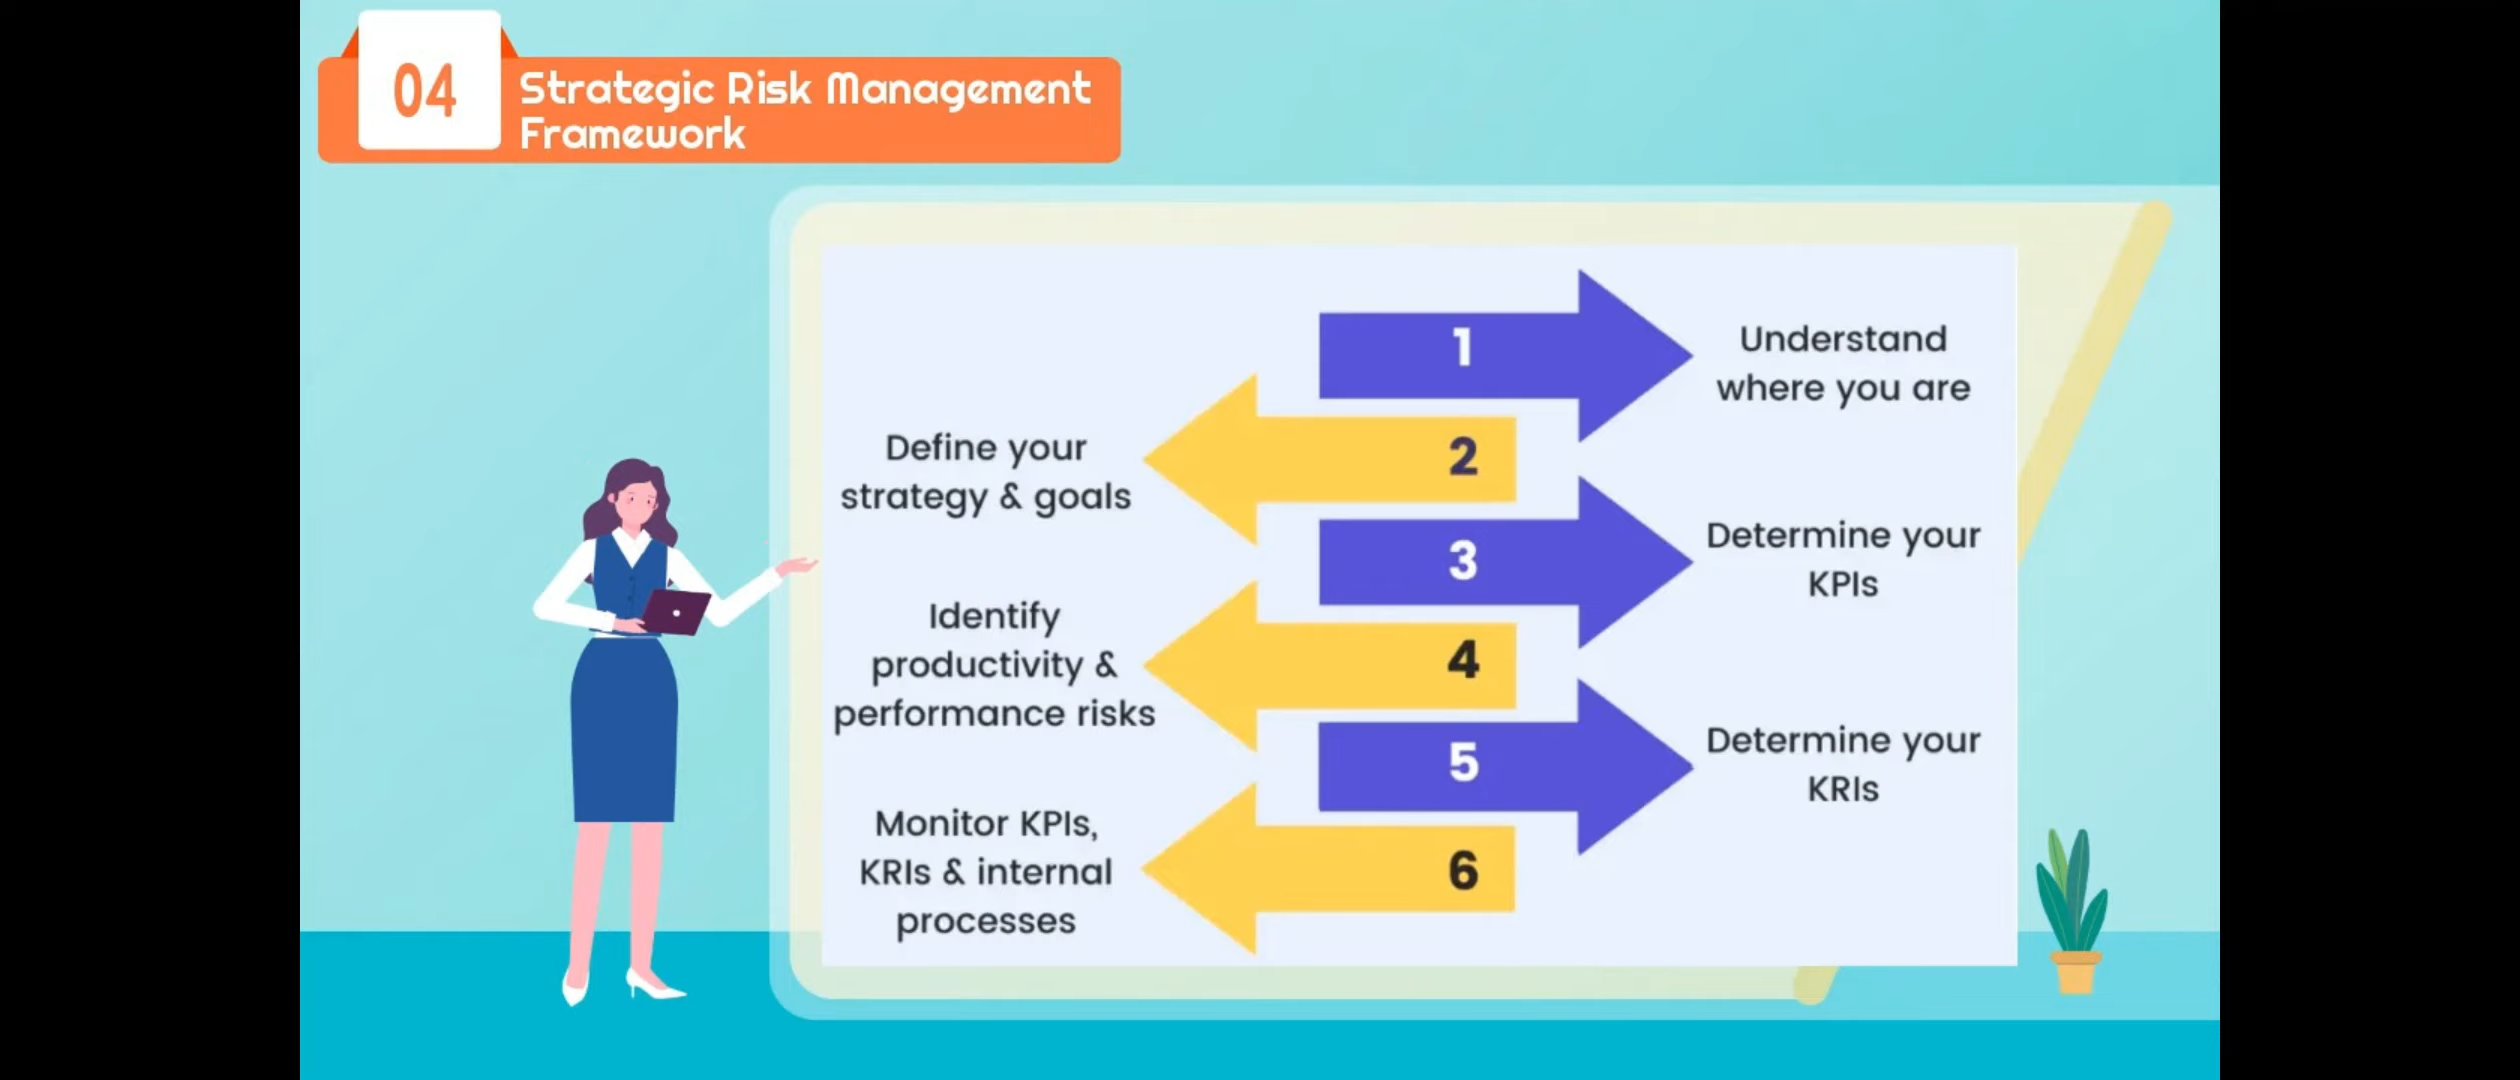 04
Strategic Risk Management
Framework
1
Understand
where you are
2
Define your
strategy & goals
3
Determine your
KPIs
4
Identify
productivity &
performance risks
5
Determine your
KRIs
6
Monitor KPIs,
KRIs & internal
processes